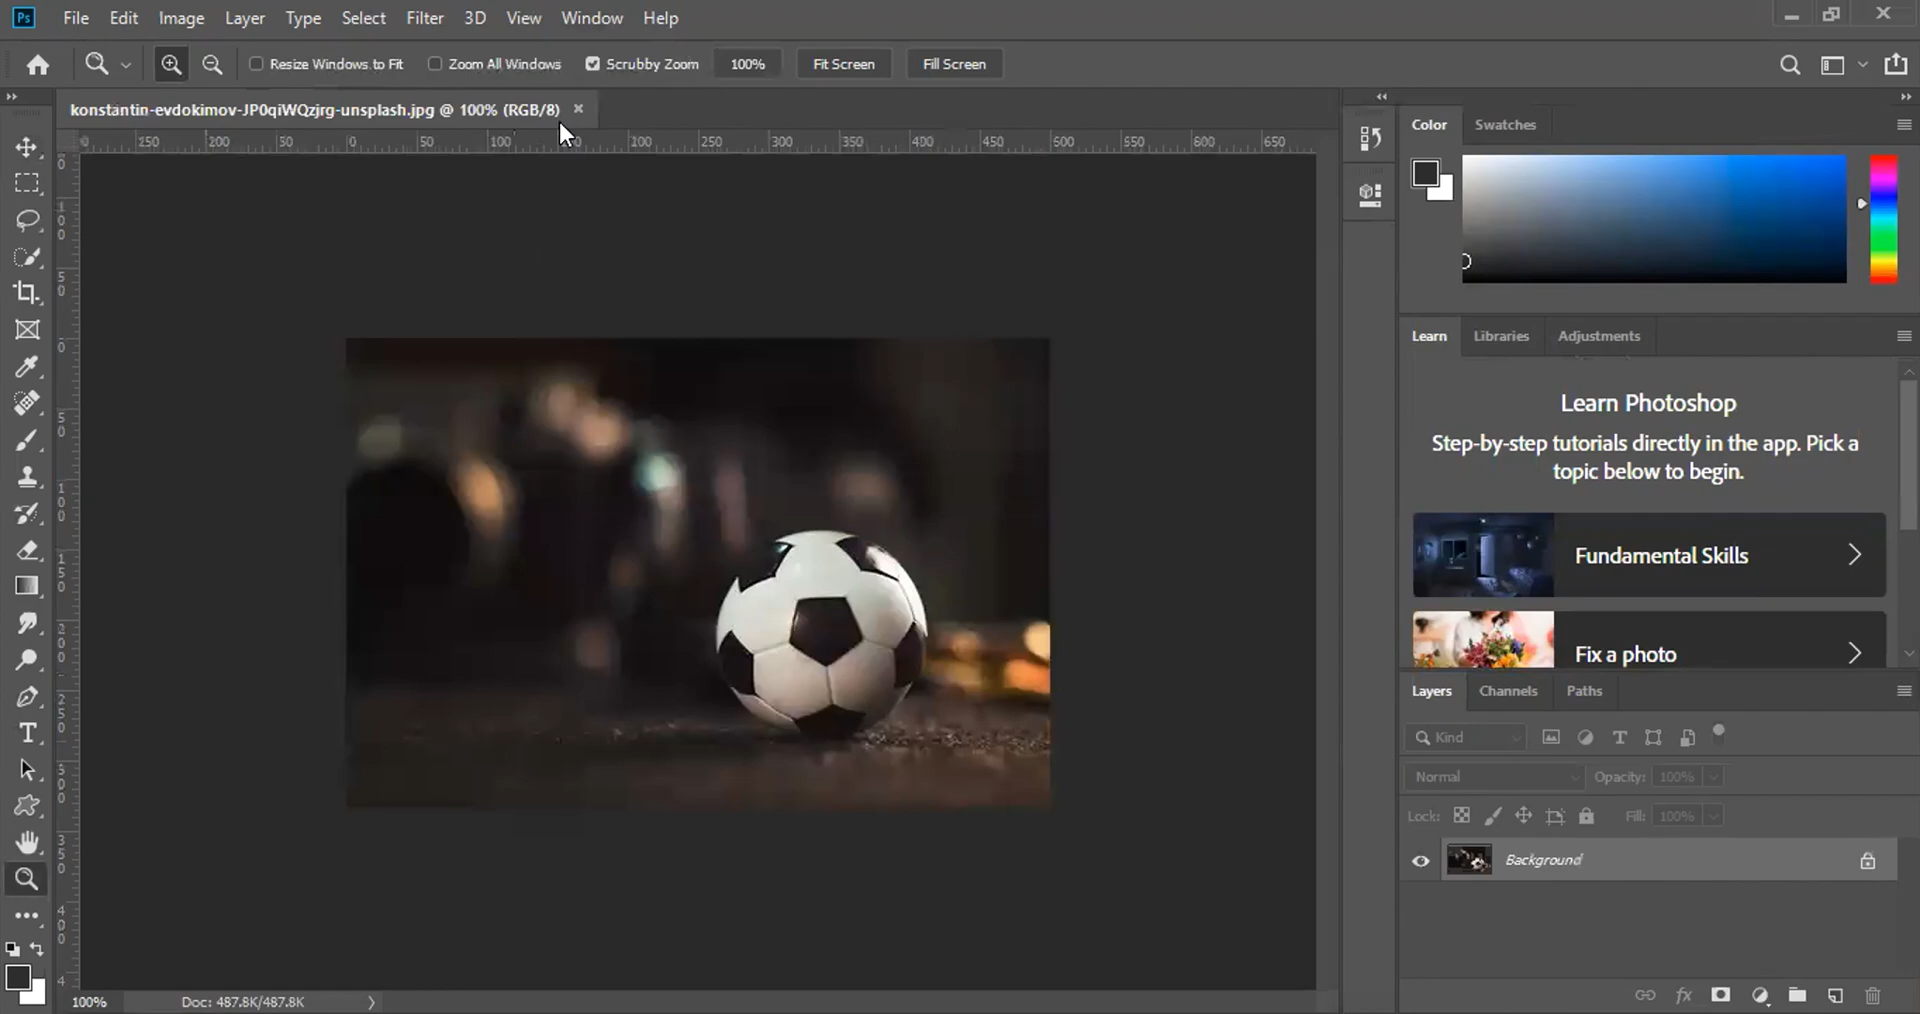 Ps File Edit Image Layer Type Select Filter 3D View Window Help
Resize Windows to Fit Zoom All Windows Scrubby Zoom 100% Fit Screen Fill Screen
konstantin-evdokimov-JP0qiWQzjrg-unsplash.jpg @ 100% (RGB/8)
250 200 50 0 50 100 50 100 250 300 350 400 450 500 550 600 650
Color Swatches
Learn Libraries Adjustments
Learn Photoshop
Step-by-step tutorials directly in the app. Pick a
topic below to begin.
Fundamental Skills
Fix a photo
Layers Channels Paths
Kind
Normal Opacity: 100%
Lock: Fill: 100%
Background
fx
100% Doc: 487.8K/487.8K